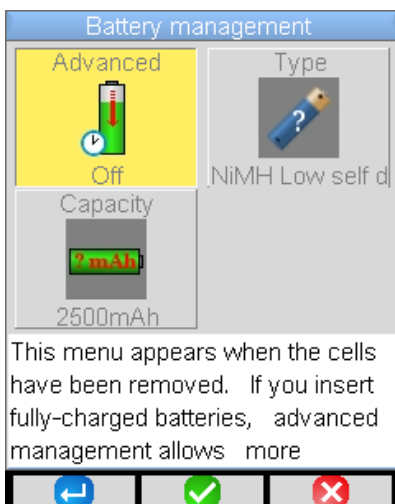 Battery management
Advanced Type
Off NiMH Low self d
Capacity
? mAh
2500mAh
This menu appears when the cells
have been removed. If you insert
fully-charged batteries, advanced
management allows more